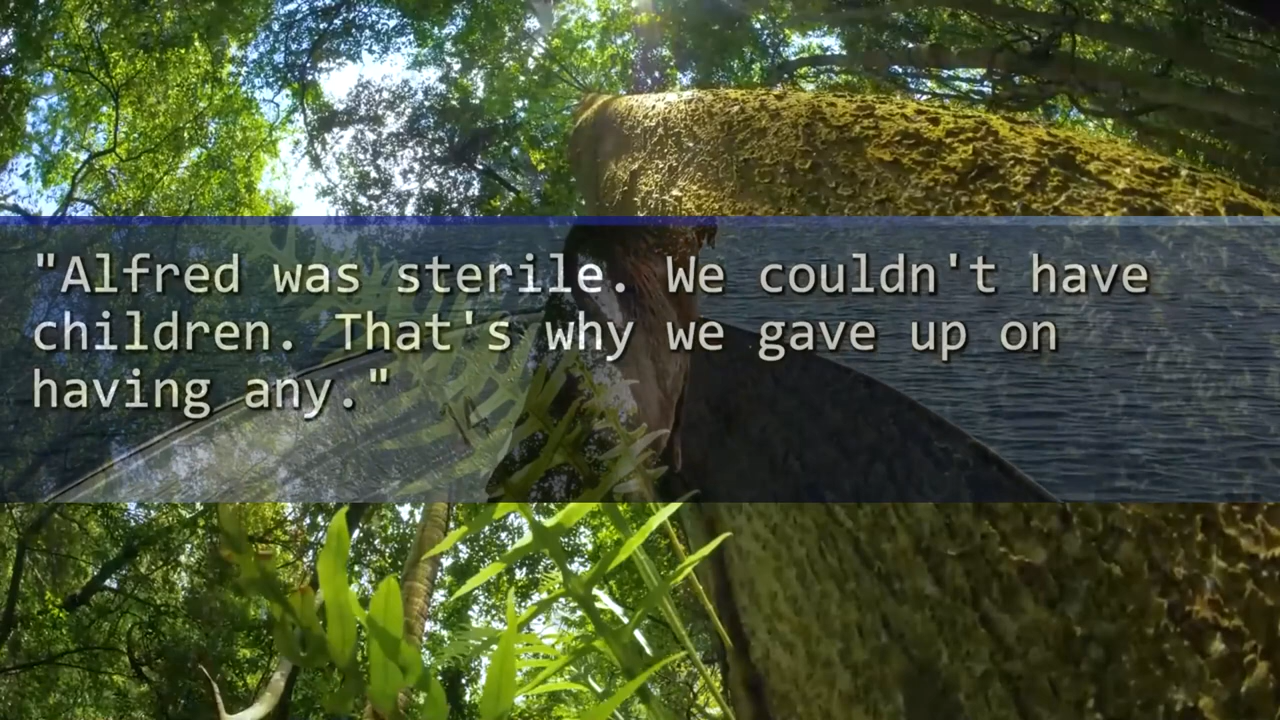 "Alfred was sterile. We couldn't have
children. That's why we gave up on
having any."